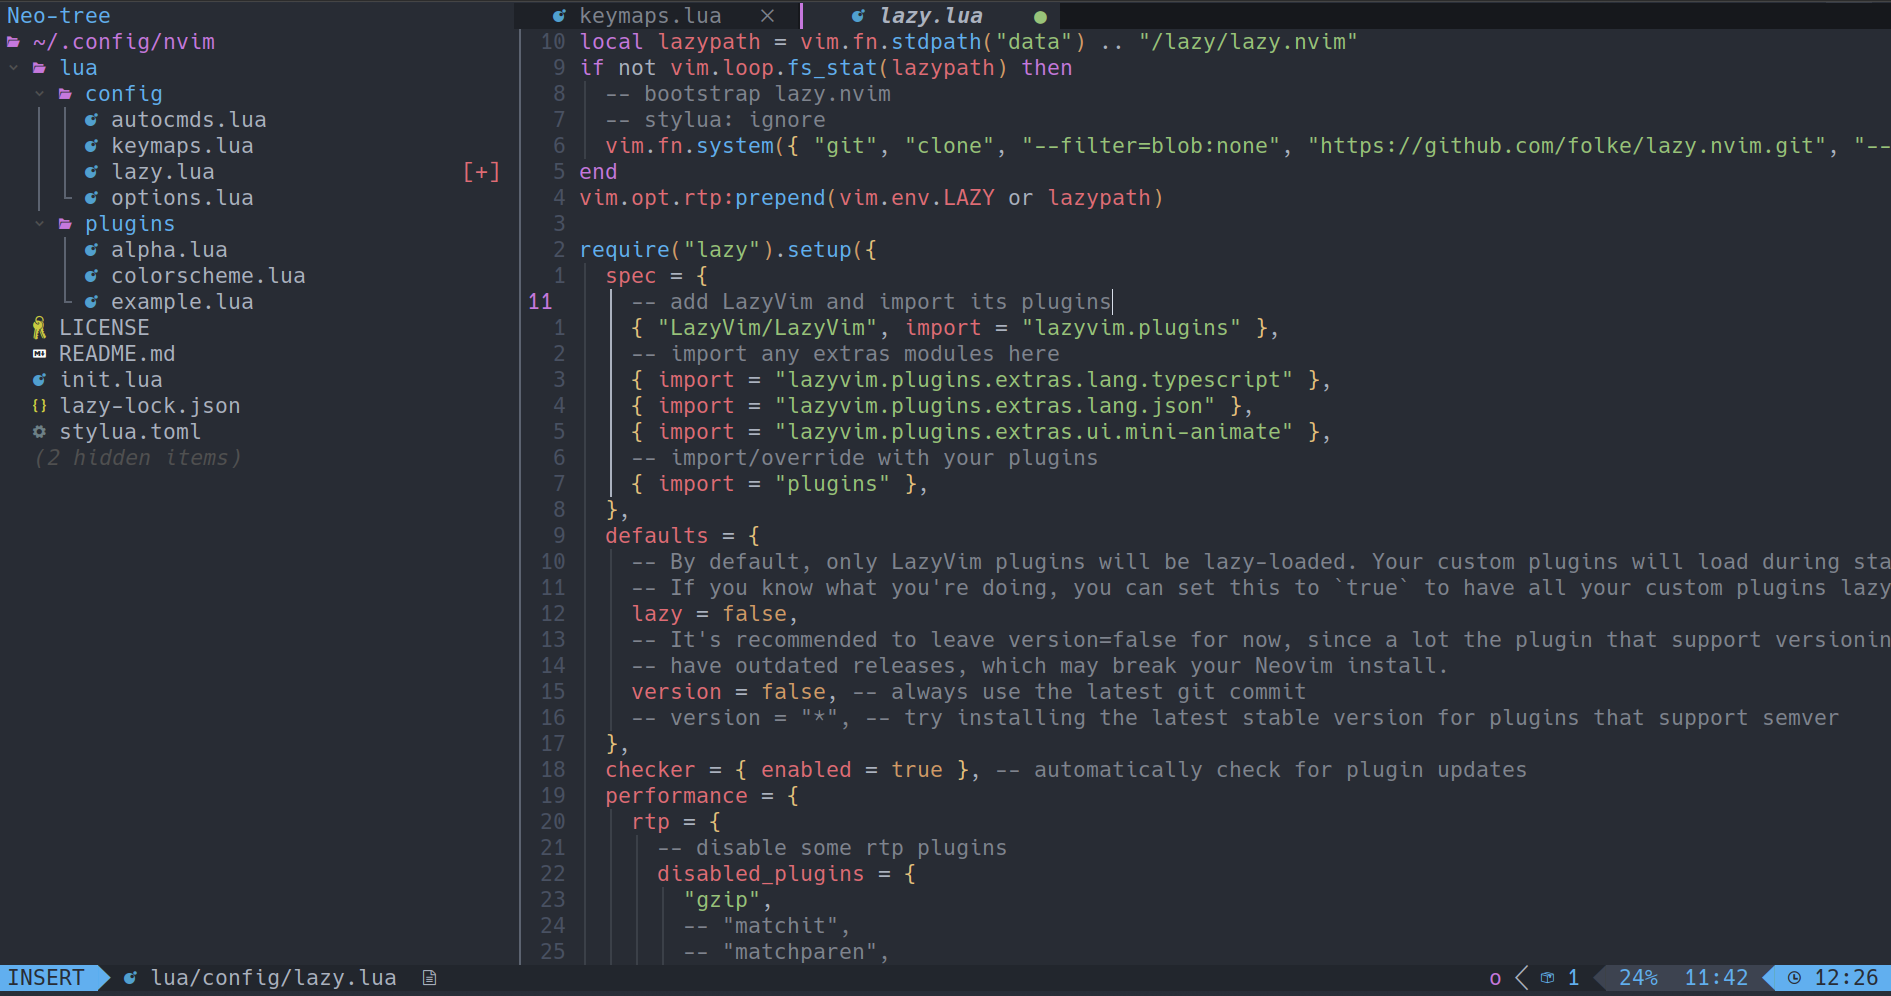 Neo-tree
~/.config/nvim
lua
config
autocmds.lua
keymaps.lua
lazy.lua [+]
options.lua
plugins
alpha.lua
colorscheme.lua
example.lua
LICENSE
README.md
init.lua
lazy-lock.json
stylua.toml
(2 hidden items)
keymaps.lua × lazy.lua ●
10 local lazypath = vim.fn.stdpath("data") .. "/lazy/lazy.nvim"
9 if not vim.loop.fs_stat(lazypath) then
8 -- bootstrap lazy.nvim
7 -- stylua: ignore
6 vim.fn.system({ "git", "clone", "--filter=blob:none", "https://github.com/folke/lazy.nvim.git", "--
5 end
4 vim.opt.rtp:prepend(vim.env.LAZY or lazypath)
3
2 require("lazy").setup({
1 spec = {
11 -- add LazyVim and import its plugins
1 { "LazyVim/LazyVim", import = "lazyvim.plugins" },
2 -- import any extras modules here
3 { import = "lazyvim.plugins.extras.lang.typescript" },
4 { import = "lazyvim.plugins.extras.lang.json" },
5 { import = "lazyvim.plugins.extras.ui.mini-animate" },
6 -- import/override with your plugins
7 { import = "plugins" },
8 },
9 defaults = {
10 -- By default, only LazyVim plugins will be lazy-loaded. Your custom plugins will load during sta
11 -- If you know what you're doing, you can set this to `true` to have all your custom plugins lazy
12 lazy = false,
13 -- It's recommended to leave version=false for now, since a lot the plugin that support versionin
14 -- have outdated releases, which may break your Neovim install.
15 version = false, -- always use the latest git commit
16 -- version = "*", -- try installing the latest stable version for plugins that support semver
17 },
18 checker = { enabled = true }, -- automatically check for plugin updates
19 performance = {
20 rtp = {
21 -- disable some rtp plugins
22 disabled_plugins = {
23 "gzip",
24 -- "matchit",
25 -- "matchparen",
INSERT lua/config/lazy.lua o 1 24% 11:42 12:26